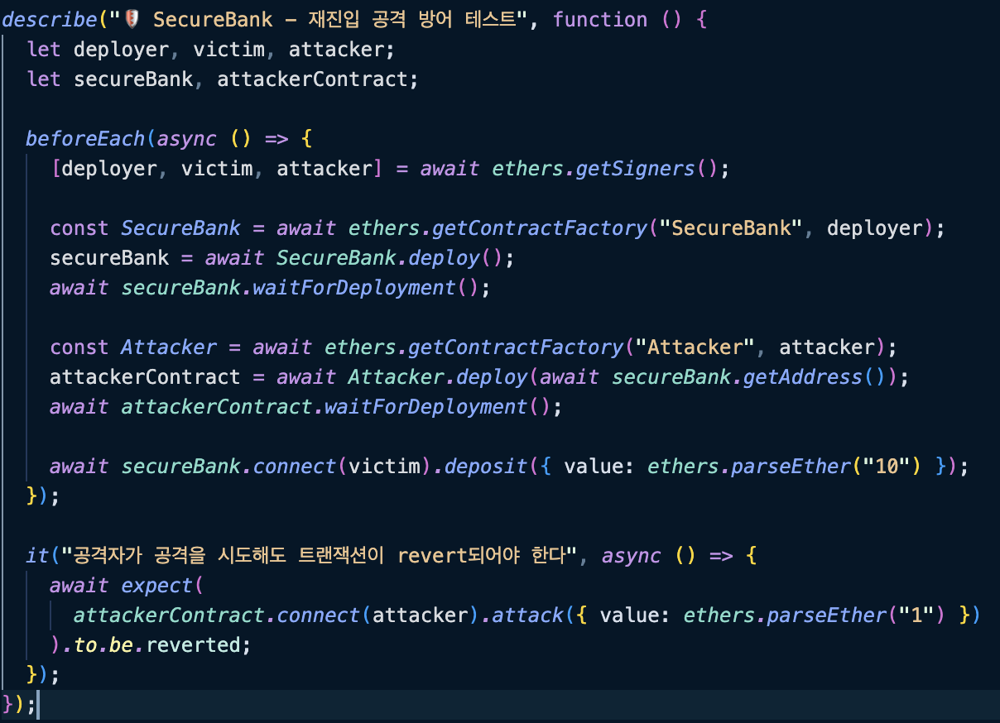 describe("🛡️ SecureBank – 재진입 공격 방어 테스트", function () {
  let deployer, victim, attacker;
  let secureBank, attackerContract;

  beforeEach(async () => {
    [deployer, victim, attacker] = await ethers.getSigners();

    const SecureBank = await ethers.getContractFactory("SecureBank", deployer);
    secureBank = await SecureBank.deploy();
    await secureBank.waitForDeployment();

    const Attacker = await ethers.getContractFactory("Attacker", attacker);
    attackerContract = await Attacker.deploy(await secureBank.getAddress());
    await attackerContract.waitForDeployment();

    await secureBank.connect(victim).deposit({ value: ethers.parseEther("10") });
  });

  it("공격자가 공격을 시도해도 트랜잭션이 revert되어야 한다", async () => {
    await expect(
      attackerContract.connect(attacker).attack({ value: ethers.parseEther("1") })
    ).to.be.reverted;
  });
});